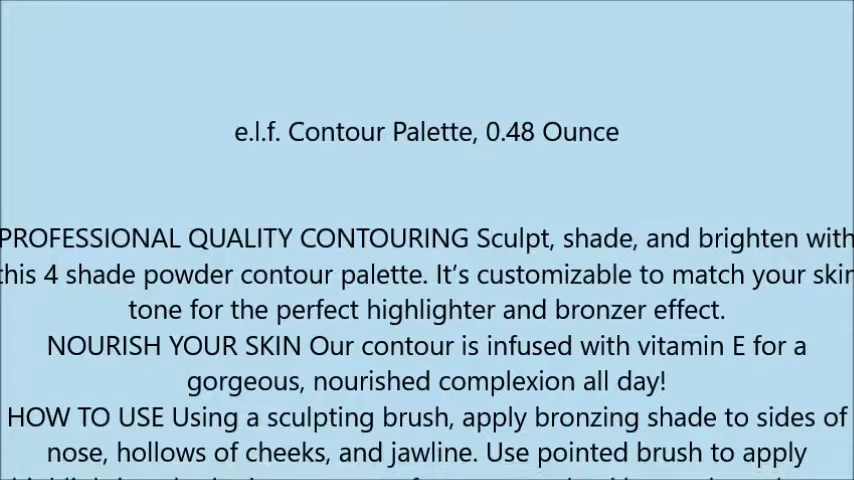 e.l.f. Contour Palette, 0.48 Ounce
PROFESSIONAL QUALITY CONTOURING Sculpt, shade, and brighten with
this 4 shade powder contour palette. It’s customizable to match your skin
tone for the perfect highlighter and bronzer effect.
NOURISH YOUR SKIN Our contour is infused with vitamin E for a
gorgeous, nourished complexion all day!
HOW TO USE Using a sculpting brush, apply bronzing shade to sides of
nose, hollows of cheeks, and jawline. Use pointed brush to apply